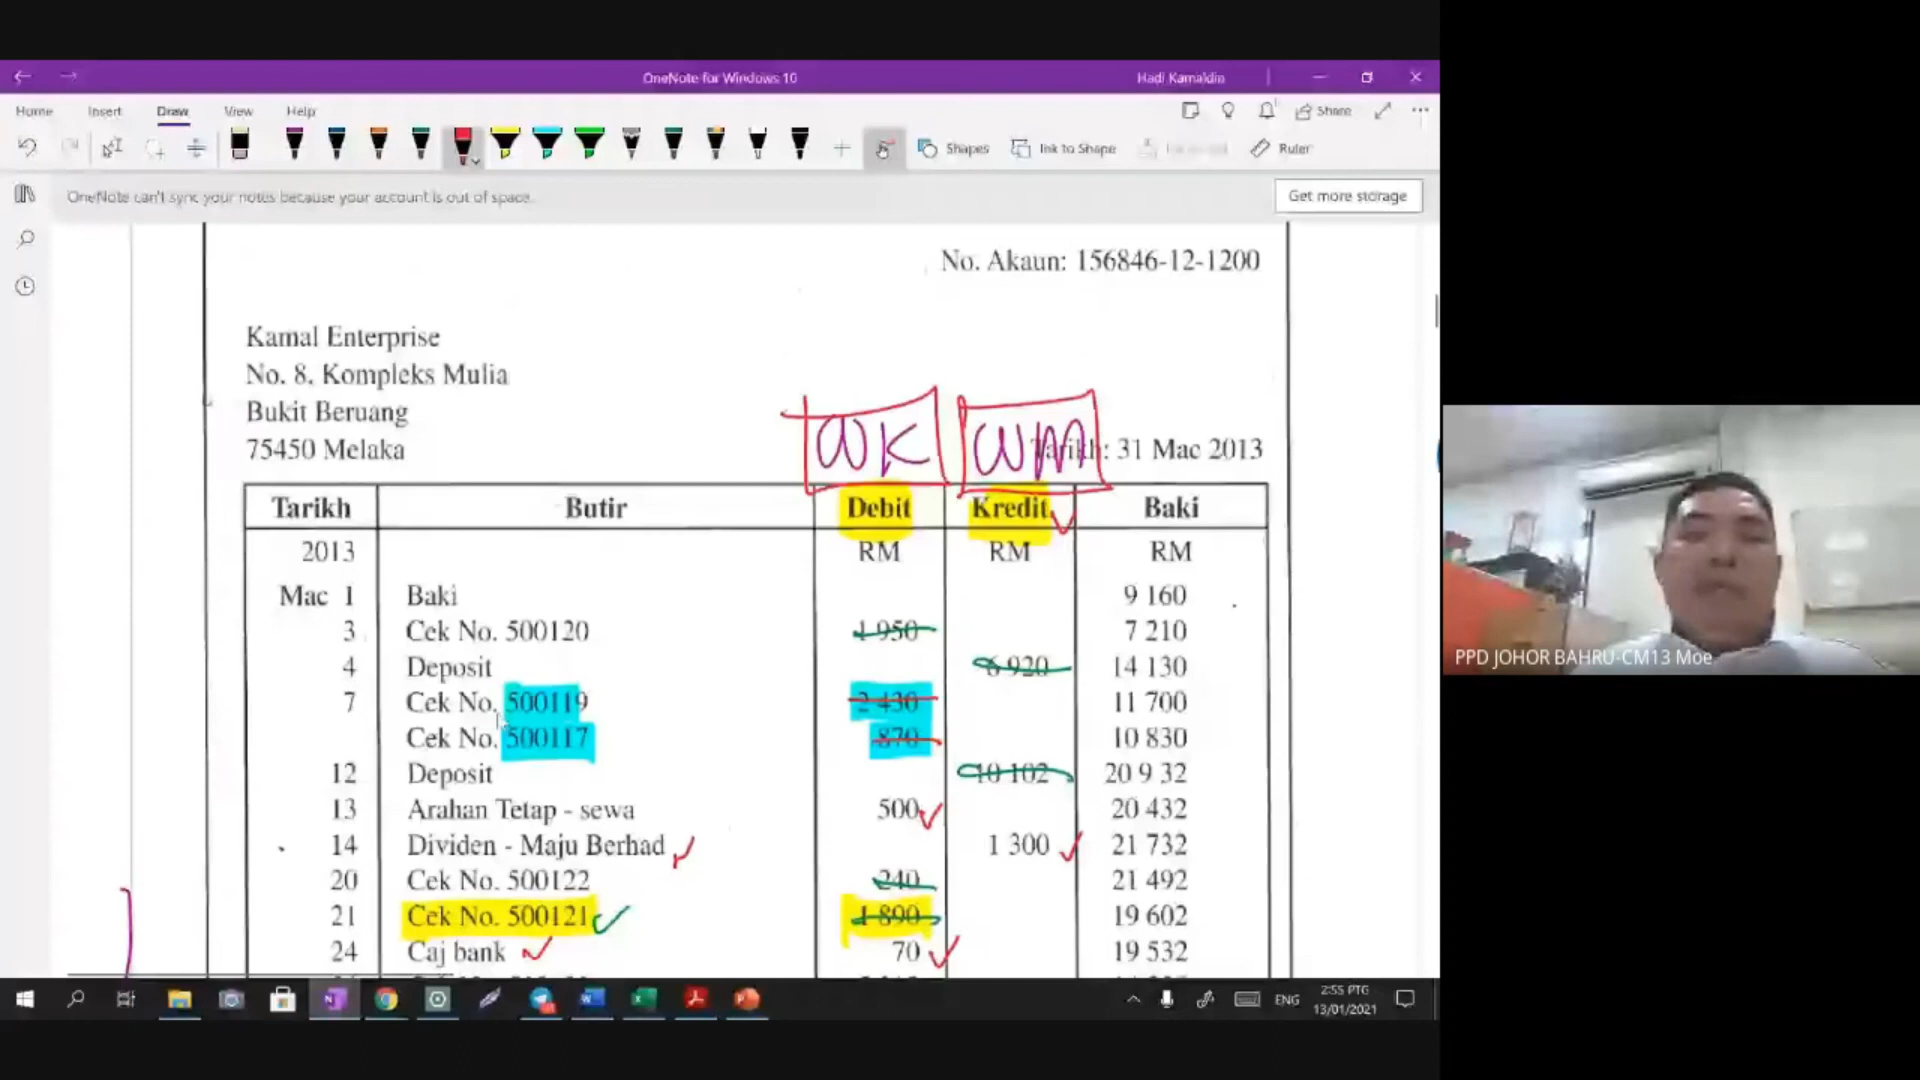 OneNote for Windows 10
Hadi Kamaldin
Home Insert Draw View Help
Share
Shapes Ink to Shape Ruler
OneNote can't sync your notes because your account is out of space.
Get more storage
No. Akaun: 156846-12-1200
Kamal Enterprise
No. 8, Kompleks Mulia
Bukit Beruang
75450 Melaka
WK WM
Tarikh: 31 Mac 2013
Tarikh Butir Debit Kredit Baki
2013 RM RM RM
Mac 1 Baki 9 160
3 Cek No. 500120 1 950 7 210
4 Deposit 6 920 14 130
7 Cek No. 500119 2 430 11 700
Cek No. 500117 870 10 830
12 Deposit 10 102 20 9 32
13 Arahan Tetap - sewa 500 20 432
14 Dividen - Maju Berhad 1 300 21 732
20 Cek No. 500122 240 21 492
21 Cek No. 500121 1 890 19 602
24 Caj bank 70 19 532
ENG
2:55 PTG
13/01/2021
PPD JOHOR BAHRU-CM13 Moe